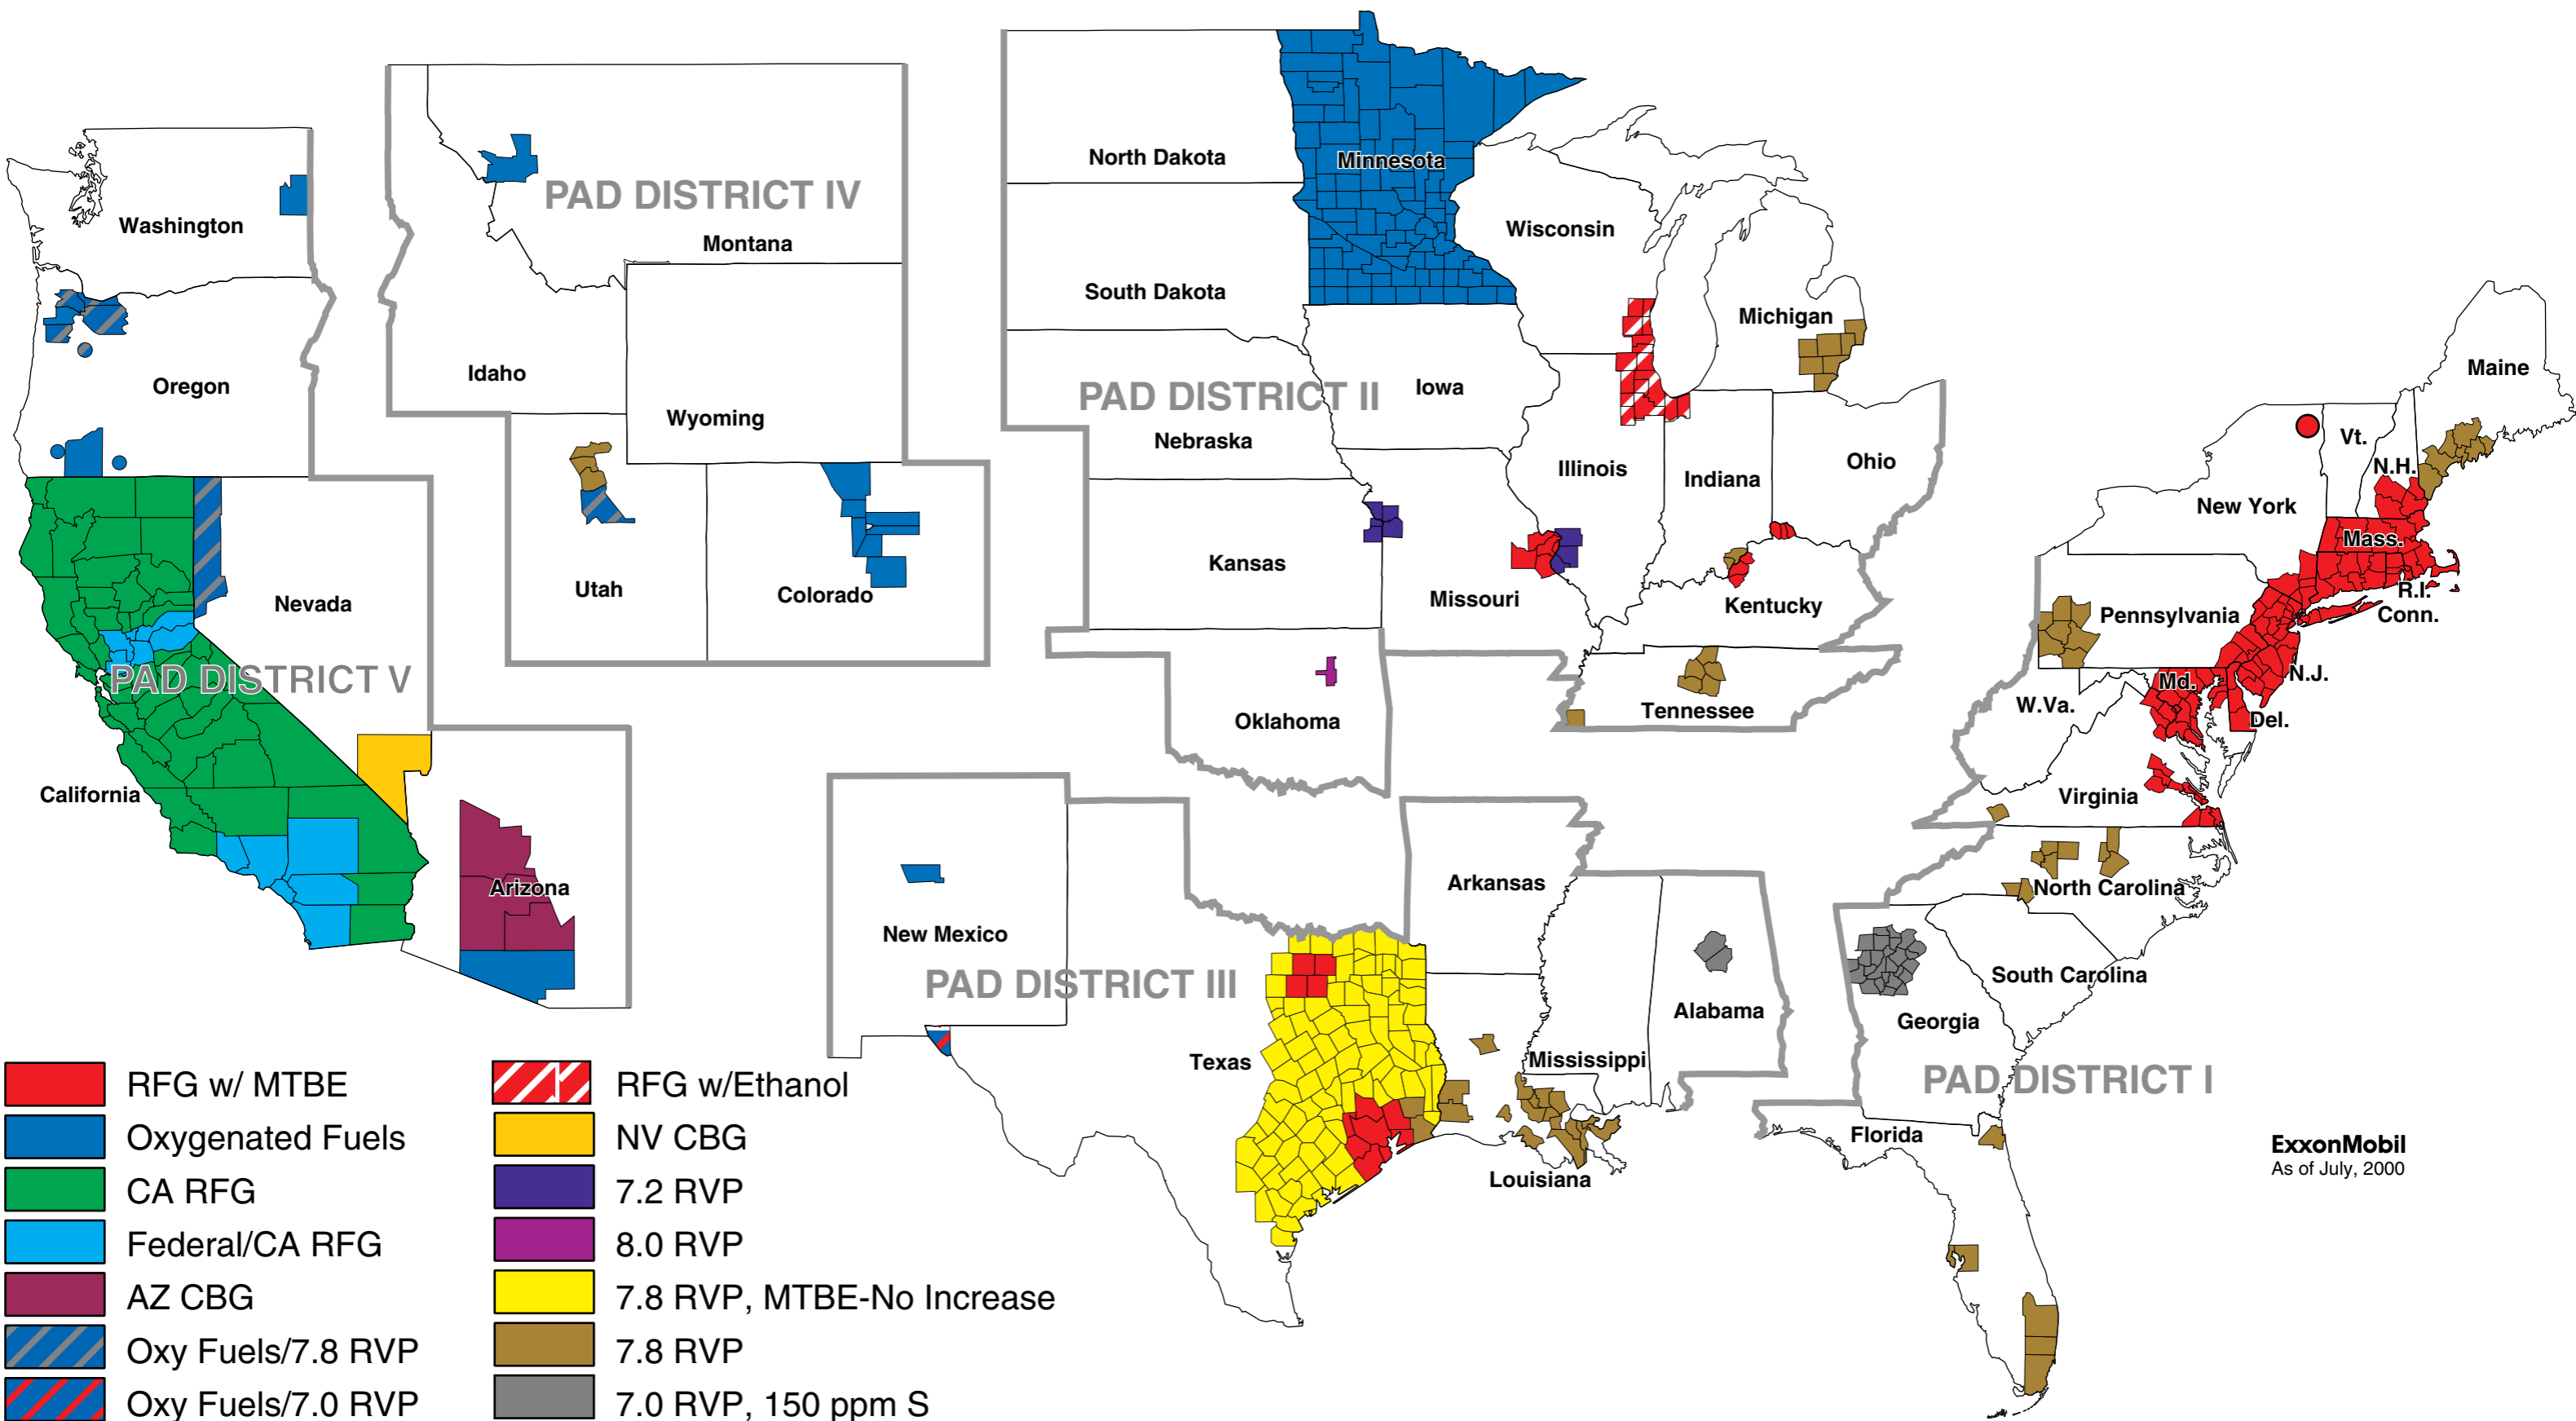 North Dakota
Minnesota
PAD DISTRICT IV
Washington
Wisconsin
Montana
South Dakota
Michigan
Maine
Idaho
Oregon
PAD DISTRICT II
Iowa
Wyoming
Vt.
Nebraska
Ohio
Illinois
N.H.
Indiana
New York
Mass.
Kansas
Utah
Colorado
R.I.
Nevada
Missouri
Kentucky
Conn.
Pennsylvania
PAD DISTRICT V
N.J.
Md.
W.Va.
Tennessee
Oklahoma
Del.
California
Virginia
Arizona
Arkansas
North Carolina
New Mexico
PAD DISTRICT III
South Carolina
Alabama
Georgia
Texas
Mississippi
PAD DISTRICT I
Florida
Louisiana
ExxonMobil
As of July, 2000
RFG w/ MTBE
Oxygenated Fuels
CA RFG
Federal/CA RFG
AZ CBG
Oxy Fuels/7.8 RVP
Oxy Fuels/7.0 RVP
RFG w/Ethanol
NV CBG
7.2 RVP
8.0 RVP
7.8 RVP, MTBE-No Increase
7.8 RVP
7.0 RVP, 150 ppm S